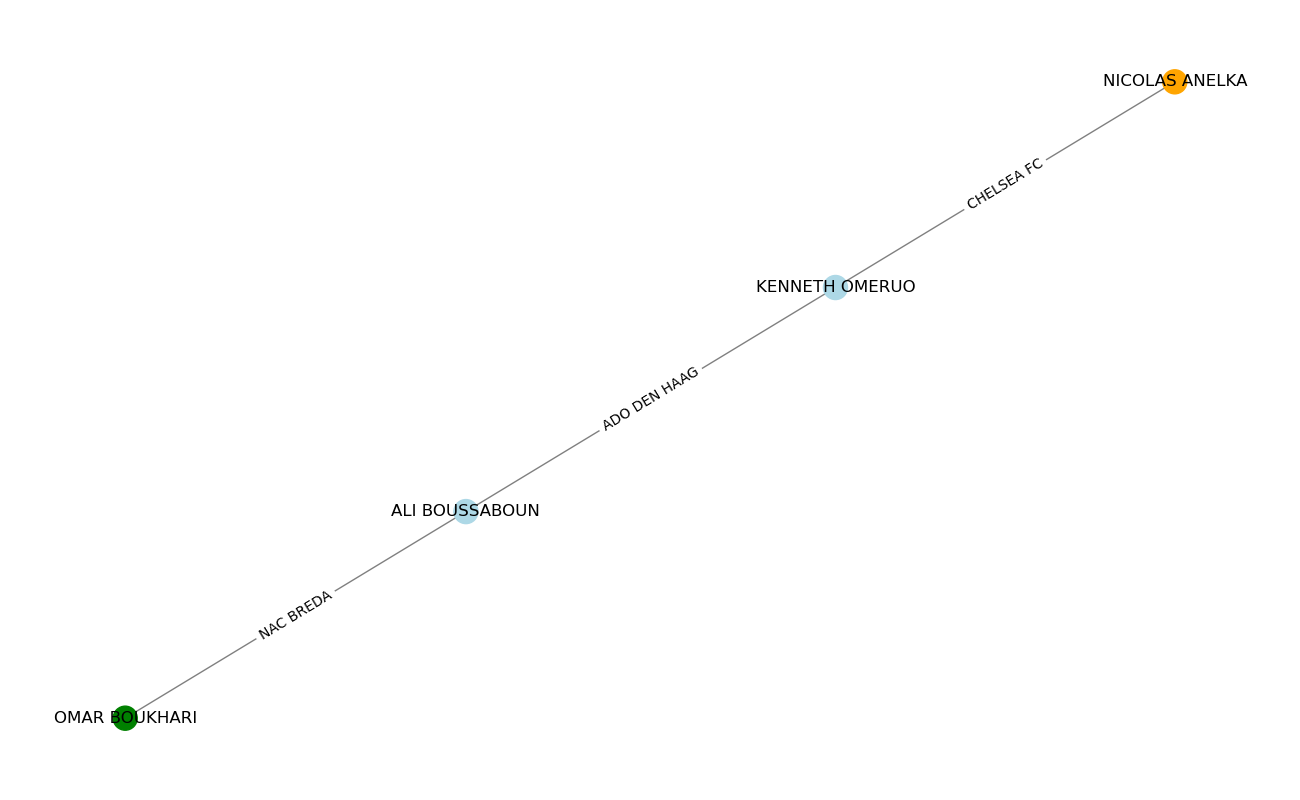 NICOLAS ANELKA
CHELSEA FC
KENNETH OMERUO
ADO DEN HAAG
ALI BOUSSABOUN
NAC BREDA
OMAR BOUKHARI